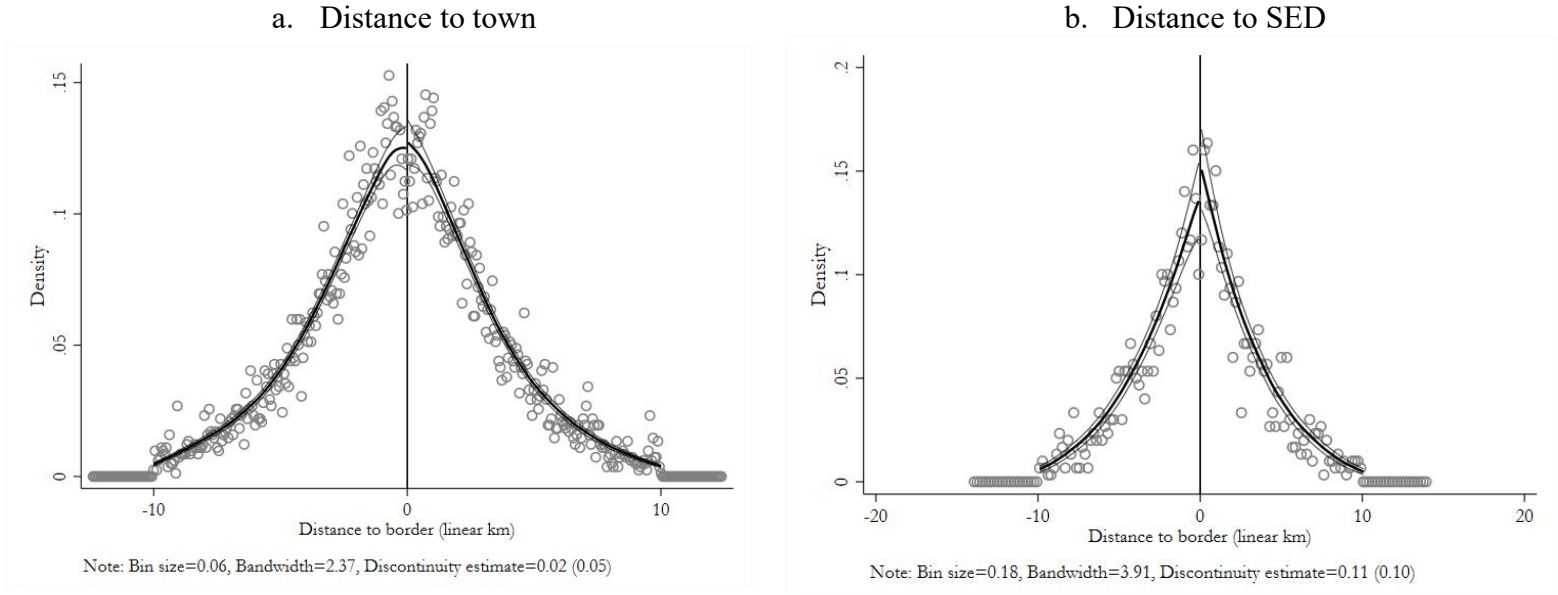 a. Distance to town
.15
.1
.05
0
Density
-10 0 10
Distance to border (linear km)
Note: Bin size=0.06, Bandwidth=2.37, Discontinuity estimate=0.02 (0.05)
b. Distance to SED
.2
.15
.1
.05
0
Density
-20 -10 0 10 20
Distance to border (linear km)
Note: Bin size=0.18, Bandwidth=3.91, Discontinuity estimate=0.11 (0.10)